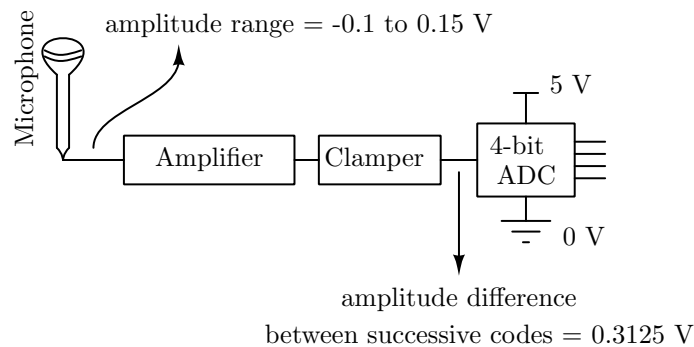 amplitude range = -0.1 to 0.15 V
Microphone
5 V
Amplifier
Clamper
4-bit
ADC
0 V
amplitude difference
between successive codes = 0.3125 V